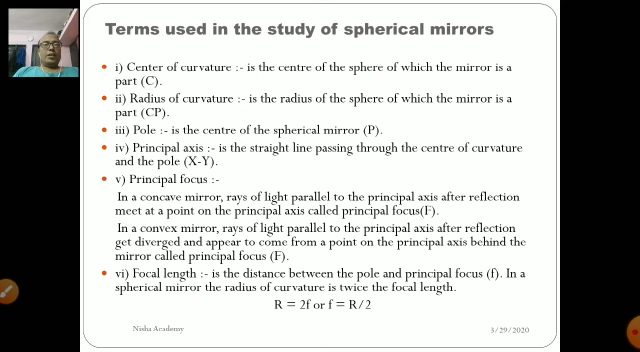 Terms used in the study of spherical mirrors
i) Center of curvature :- is the centre of the sphere of which the mirror is a
part (C).
ii) Radius of curvature :- is the radius of the sphere of which the mirror is a
part (CP).
iii) Pole :- is the centre of the spherical mirror (P).
iv) Principal axis :- is the straight line passing through the centre of curvature
and the pole (X-Y).
v) Principal focus :-
In a concave mirror, rays of light parallel to the principal axis after reflection
meet at a point on the principal axis called principal focus(F).
In a convex mirror, rays of light parallel to the principal axis after reflection
get diverged and appear to come from a point on the principal axis behind the
mirror called principal focus (F).
vi) Focal length :- is the distance between the pole and principal focus (f). In a
spherical mirror the radius of curvature is twice the focal length.
R = 2f or f = R/2
Nisha Academy
3/29/2020